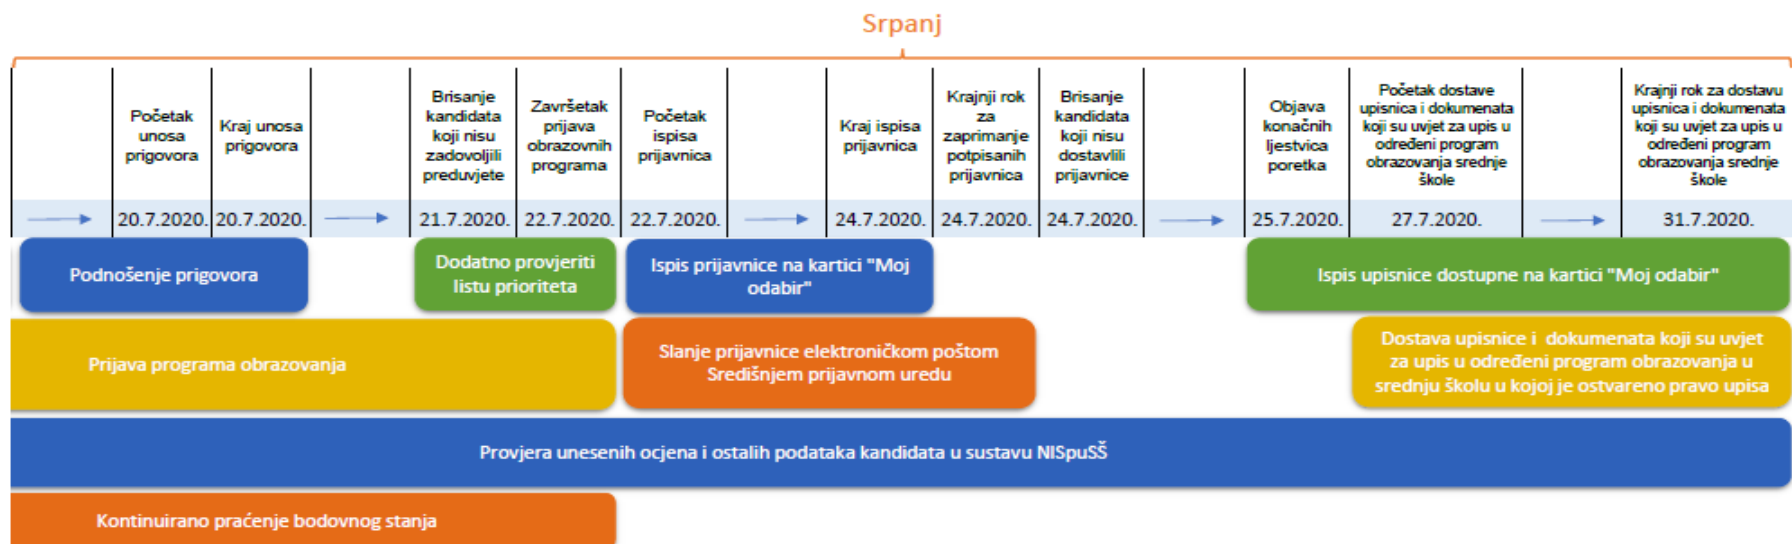 Srpanj
Početak
unosa
prigovora
Kraj unosa
prigovora
Brisanje
kandidata
koji nisu
zadovoljili
preduvjete
Završetak
prijava
obrazovnih
programa
Početak
ispisa
prijavnica
Kraj ispisa
prijavnica
Krajnji rok
za
zaprimanje
potpisanih
prijavnica
Brisanje
kandidata
koji nisu
dostavlili
prijavnice
Objava
konačnih
ljestvica
poretka
Početak dostave
upisnica i dokumenata
koji su uvjet za upis u
određeni program
obrazovanja srednje
škole
Krajnji rok za dostavu
upisnica i dokumenata
koji su uvjet za upis u
određeni program
obrazovanja srednje
škole
20.7.2020. 20.7.2020. 21.7.2020. 22.7.2020. 22.7.2020. 24.7.2020. 24.7.2020. 24.7.2020. 25.7.2020. 27.7.2020. 31.7.2020.
Podnošenje prigovora
Dodatno provjeriti
listu prioriteta
Ispis prijavnice na kartici "Moj
odabir"
Ispis upisnice dostupne na kartici "Moj odabir"
Prijava programa obrazovanja
Slanje prijavnice elektroničkom poštom
Središnjem prijavnom uredu
Dostava upisnice i dokumenata koji su uvjet
za upis u određeni program obrazovanja u
srednju školu u kojoj je ostvareno pravo upisa
Provjera unesenih ocjena i ostalih podataka kandidata u sustavu NISpuSŠ
Kontinuirano praćenje bodovnog stanja